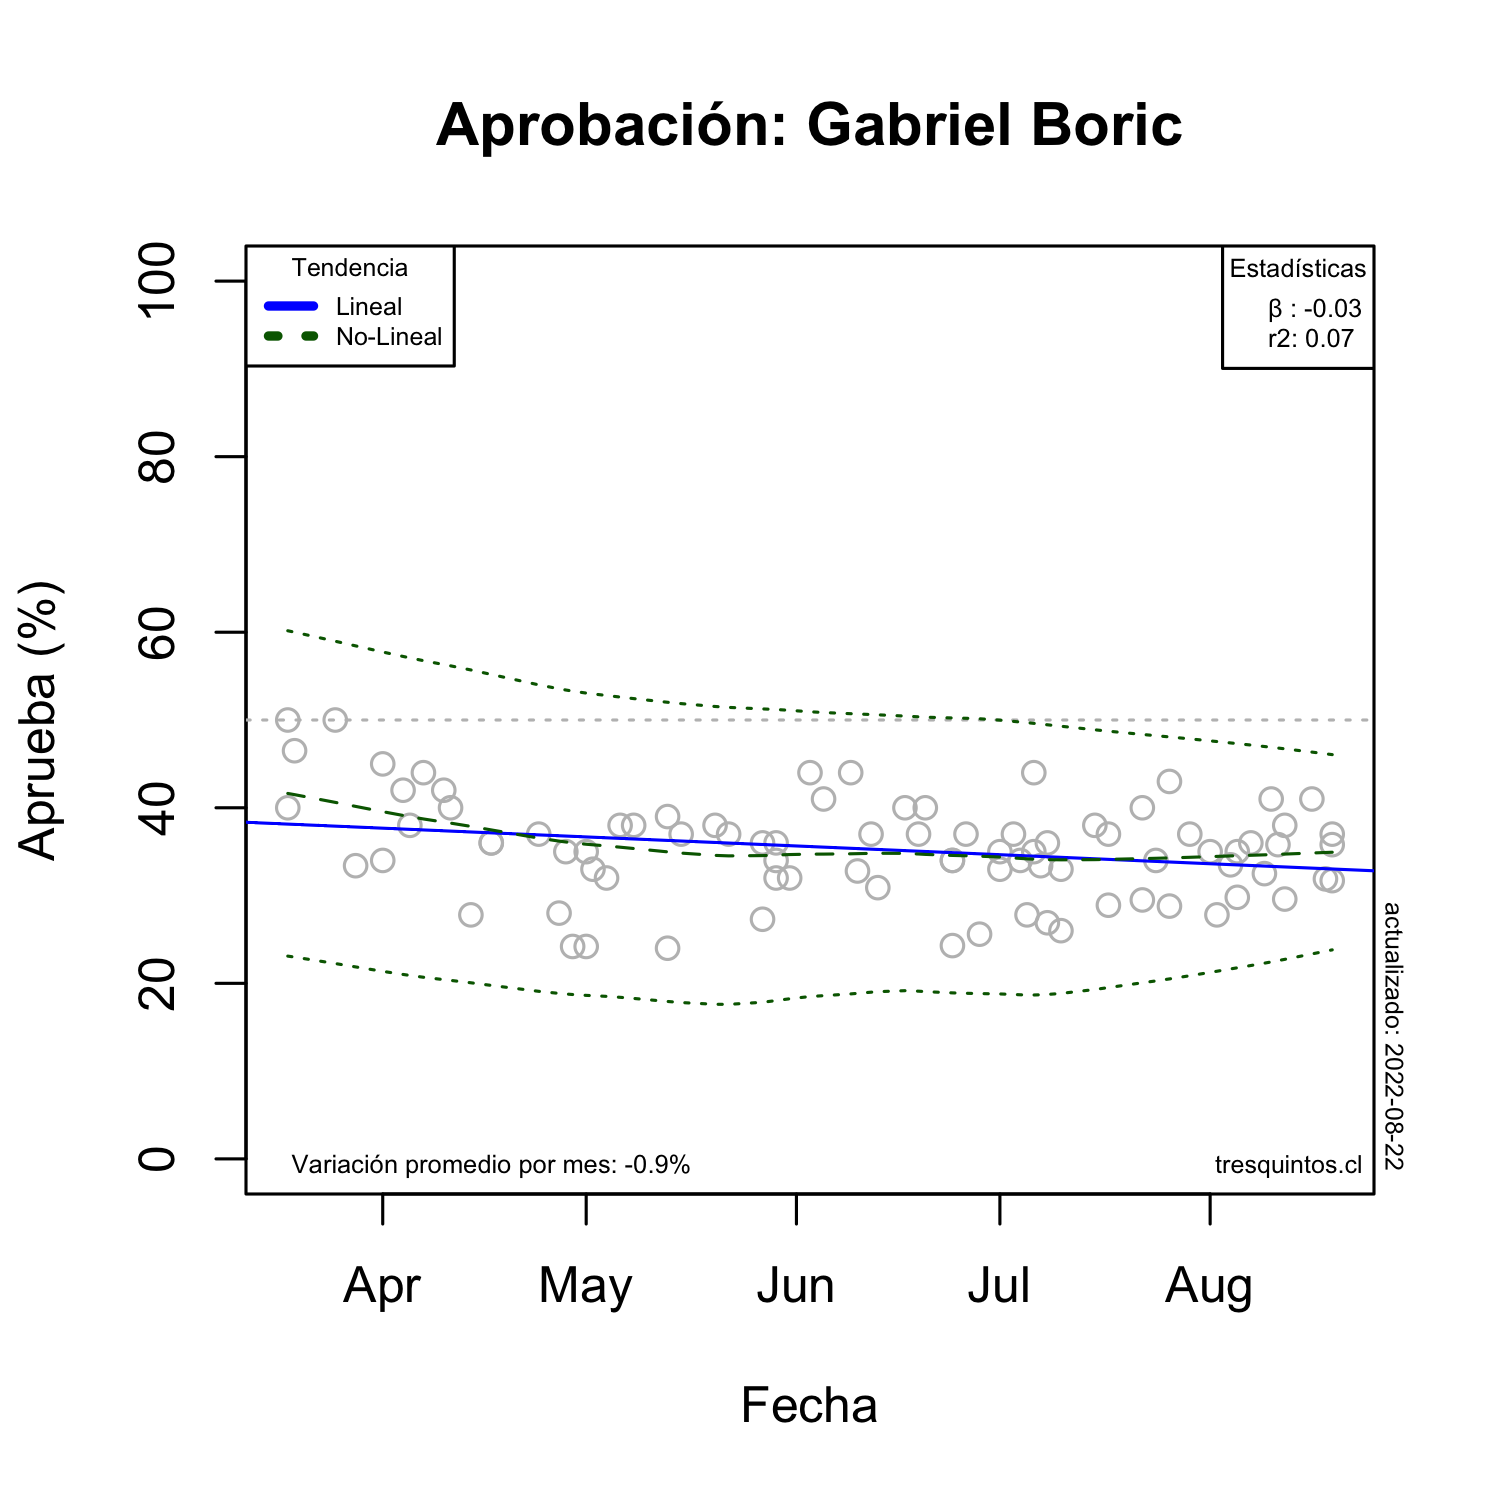 Aprobación: Gabriel Boric
Tendencia
Lineal
No-Lineal
Estadísticas
β : -0.03
r2: 0.07
Aprueba (%)
100
80
60
40
20
0
Variación promedio por mes: -0.9%
tresquintos.cl
actualizado: 2022-08-22
Apr
May
Jun
Jul
Aug
Fecha